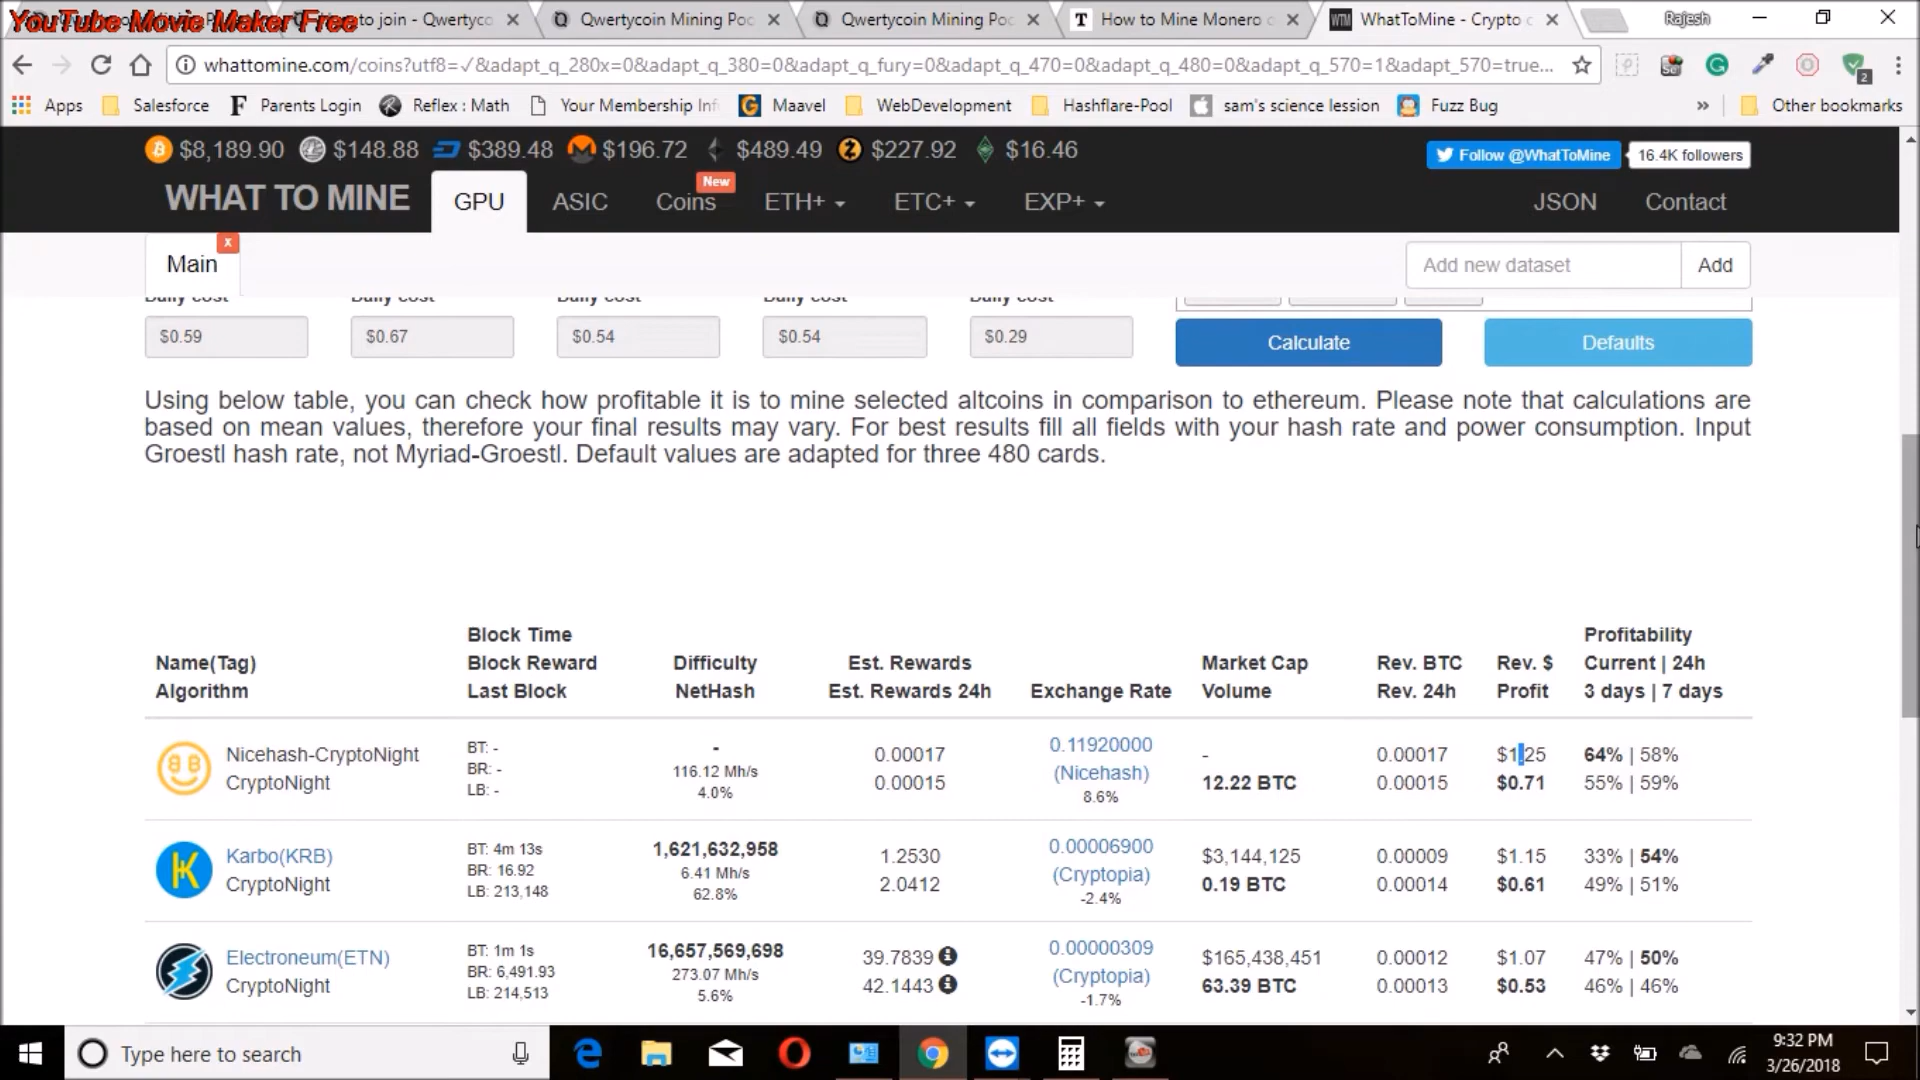 YouTube Movie Maker Free
to join - Qwertyco
Qwertycoin Mining Poo
Qwertycoin Mining Poo
How to Mine Monero o
WhatToMine - Crypto c
Rajesh
whattomine.com/coins?utf8=✓&adapt_q_280x=0&adapt_q_380=0&adapt_q_fury=0&adapt_q_470=0&adapt_q_480=0&adapt_q_570=1&adapt_570=true...
2
Apps Salesforce Parents Login Reflex : Math Your Membership Inf Maavel WebDevelopment Hashflare-Pool sam's science lession Fuzz Bug » Other bookmarks
$8,189.90 $148.88 $389.48 $196.72 $489.49 $227.92 $16.46
Follow @WhatToMine 16.4K followers
WHAT TO MINE GPU ASIC Coins New ETH+ ETC+ EXP+ JSON Contact
Main x
Add new dataset Add
Daily cost Daily cost Daily cost Daily cost Daily cost
$0.59 $0.67 $0.54 $0.54 $0.29 Calculate Defaults
Using below table, you can check how profitable it is to mine selected altcoins in comparison to ethereum. Please note that calculations are
based on mean values, therefore your final results may vary. For best results fill all fields with your hash rate and power consumption. Input
Groestl hash rate, not Myriad-Groestl. Default values are adapted for three 480 cards.
Name(Tag)
Algorithm
Block Time
Block Reward
Last Block
Difficulty
NetHash
Est. Rewards
Est. Rewards 24h
Exchange Rate
Market Cap
Volume
Rev. BTC
Rev. 24h
Rev. $
Profit
Profitability
Current | 24h
3 days | 7 days
Nicehash-CryptoNight
CryptoNight
BT: -
BR: -
LB: -
-
116.12 Mh/s
4.0%
0.00017
0.00015
0.11920000
(Nicehash)
8.6%
-
12.22 BTC
0.00017
0.00015
$1.25
$0.71
64% | 58%
55% | 59%
Karbo(KRB)
CryptoNight
BT: 4m 13s
BR: 16.92
LB: 213,148
1,621,632,958
6.41 Mh/s
62.8%
1.2530
2.0412
0.00006900
(Cryptopia)
-2.4%
$3,144,125
0.19 BTC
0.00009
0.00014
$1.15
$0.61
33% | 54%
49% | 51%
Electroneum(ETN)
CryptoNight
BT: 1m 1s
BR: 6,491.93
LB: 214,513
16,657,569,698
273.07 Mh/s
5.6%
39.7839
42.1443
0.00000309
(Cryptopia)
-1.7%
$165,438,451
63.39 BTC
0.00012
0.00013
$1.07
$0.53
47% | 50%
46% | 46%
Type here to search
9:32 PM
3/26/2018